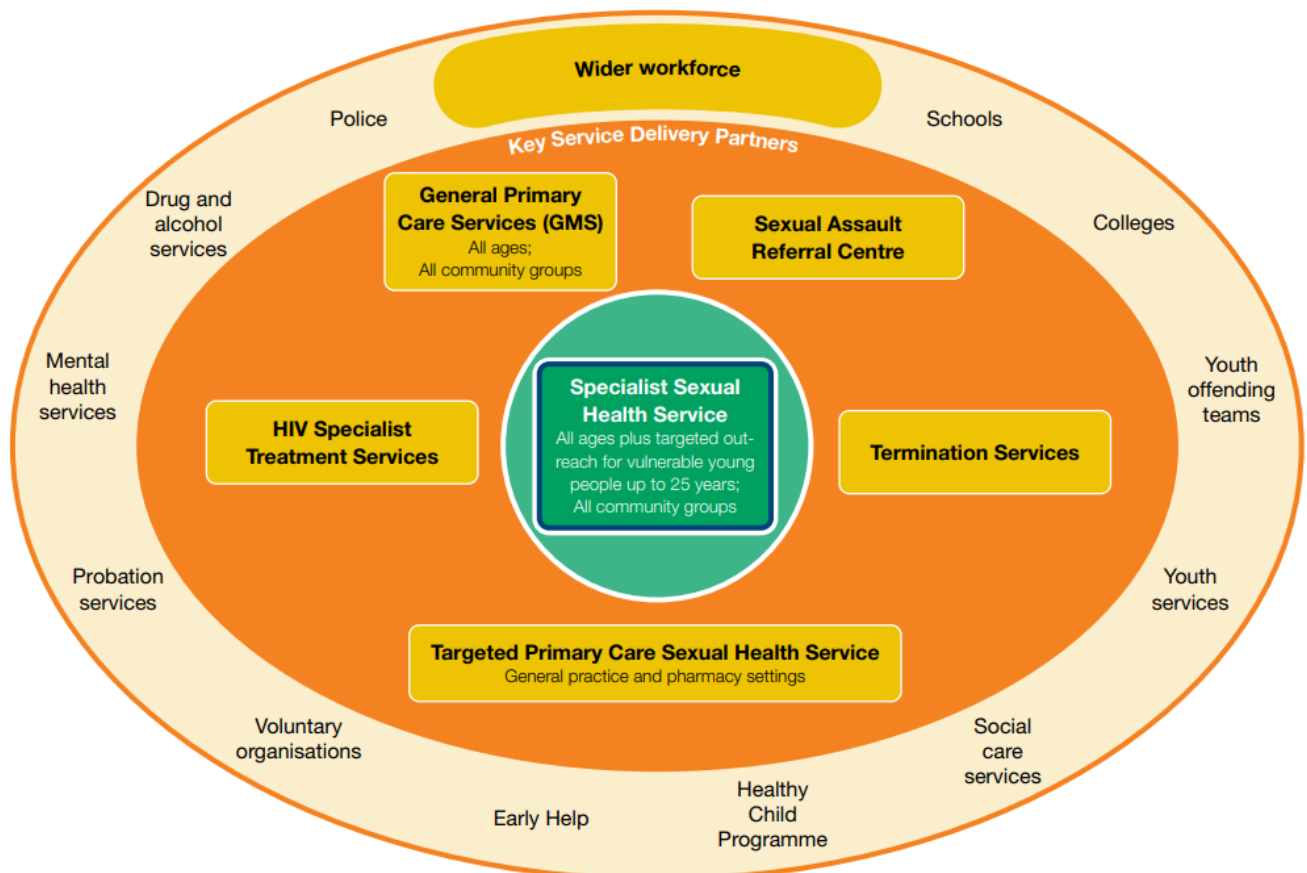 Wider workforce
Police
Schools
Key Service Delivery Partners
Drug and
alcohol
services
General Primary
Care Services (GMS)
All ages;
All community groups
Sexual Assault
Referral Centre
Colleges
Mental
health
services
HIV Specialist
Treatment Services
Specialist Sexual
Health Service
All ages plus targeted out-
reach for vulnerable young
people up to 25 years;
All community groups
Termination Services
Youth
offending
teams
Probation
services
Youth
services
Targeted Primary Care Sexual Health Service
General practice and pharmacy settings
Voluntary
organisations
Social
care
services
Early Help
Healthy
Child
Programme